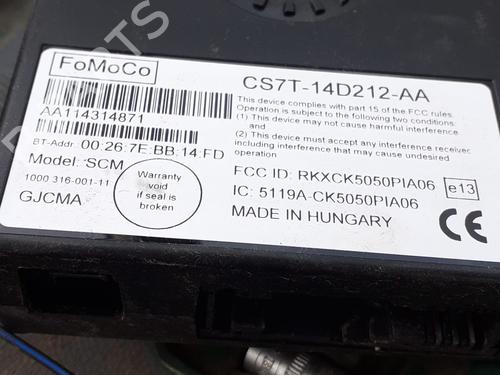 FoMoCo
AA114314871
BT-Addr: 00:26:7E:BB:14:FD
Model: SCM
1000 316-001-11
GJCMA
Warranty
void
if seal is
broken
CS7T-14D212-AA
This device complies with part 15 of the FCC rules.
Operation is subject to the following two conditions:
(1) This device may not cause harmful interference
and
(2) This device must accept any interference received
including interference that may cause undesired
operation
FCC ID: RKXCK5050PIA06
IC: 5119A-CK5050PIA06
MADE IN HUNGARY
e13
CE